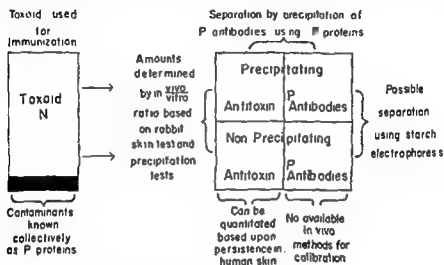 Toxoid used
for
Immunization
Toxoid
N
Contaminants
known
collectively
as P proteins
Amounts
determined
by in vivo/vitro
ratio based
on rabbit
skin test and
precipitation
tests
Separation by precipitation of
P antibodies using P proteins
Precipitating
Antitoxin
P
Antibodies
Non Precipitating
Antitoxin
P
Antibodies
Can be
quantitated
based upon
persistence in
human skin
No available
in vivo
methods for
calibration
Possible
separation
using starch
electrophoress